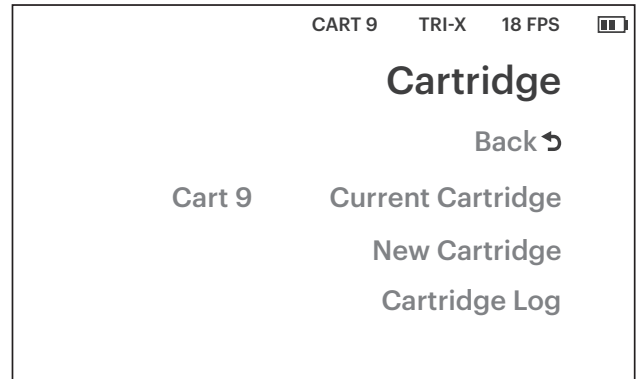 CART 9 TRI-X 18 FPS
Cartridge
Back
Cart 9 Current Cartridge
New Cartridge
Cartridge Log